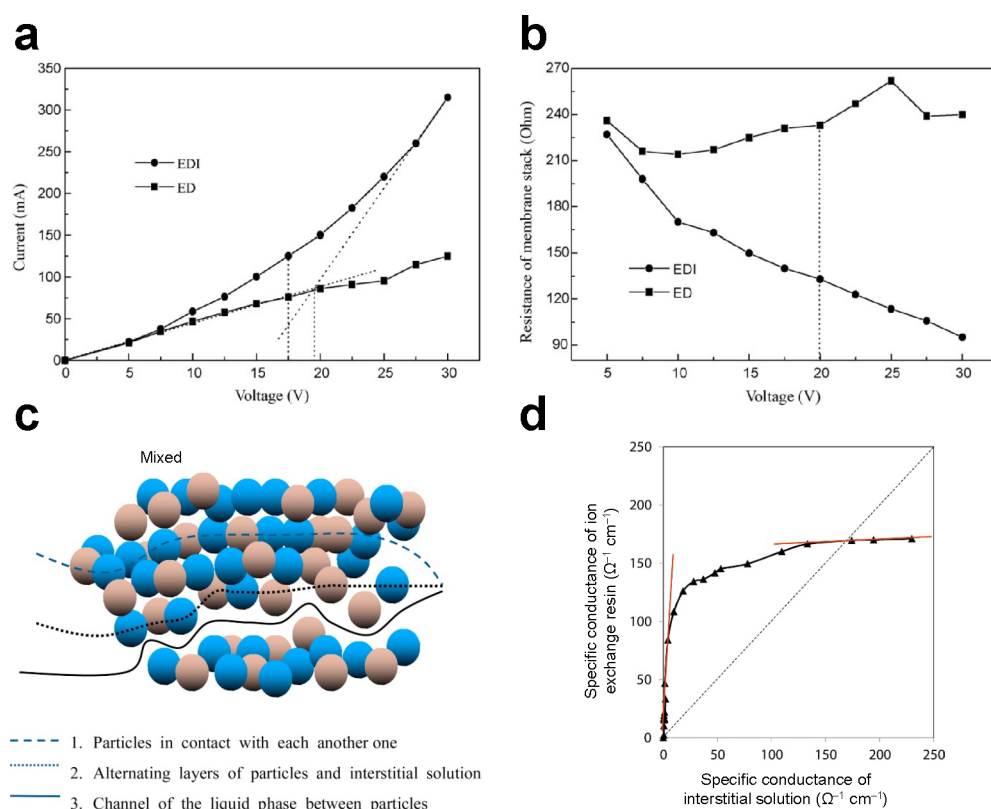 a
350
300
250
200
150
100
50
0
0
5
10
15
20
25
30
Current (mA)
Voltage (V)
EDI
ED
b
270
240
210
180
150
120
90
5
10
15
20
25
30
Resistance of membrane stack (Ohm)
Voltage (V)
EDI
ED
c
Mixed
1. Particles in contact with each another one
2. Alternating layers of particles and interstitial solution
3. Channel of the liquid phase between particles
d
250
200
150
100
50
0
0
50
100
150
200
250
Specific conductance of ion
exchange resin (Ω⁻¹ cm⁻¹)
Specific conductance of
interstitial solution (Ω⁻¹ cm⁻¹)